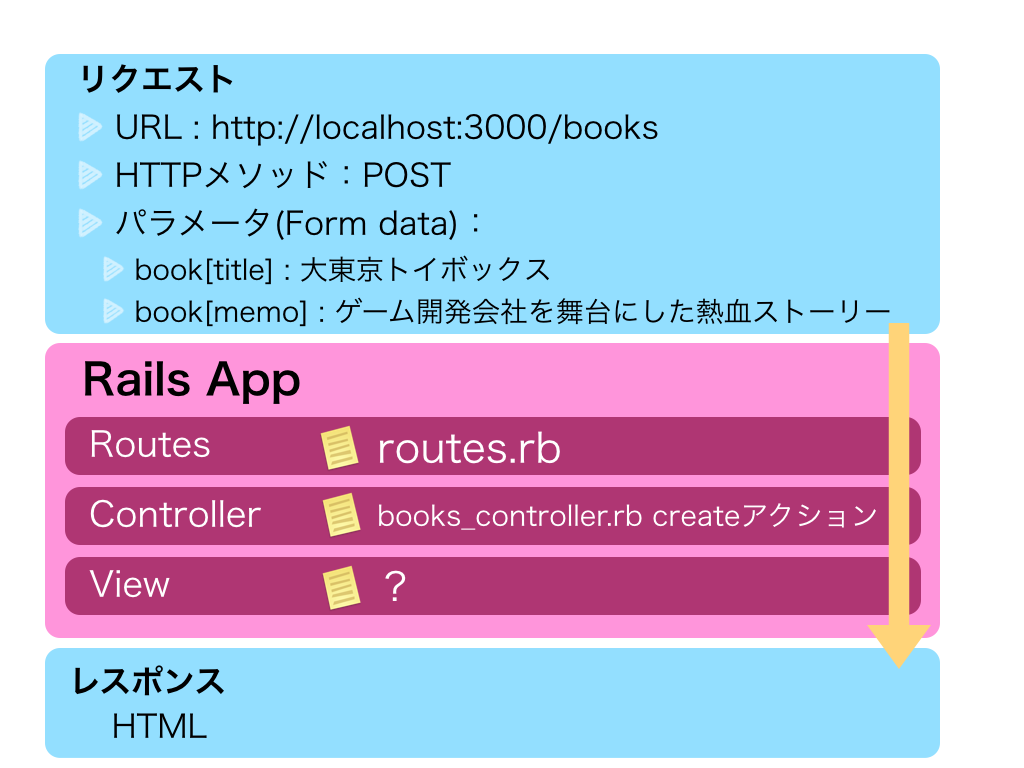 リクエスト
URL : http://localhost:3000/books
HTTPメソッド：POST
パラメータ(Form data)：
book[title] : 大東京トイボックス
book[memo] : ゲーム開発会社を舞台にした熱血ストーリー
Rails App
Routes routes.rb
Controller books_controller.rb createアクション
View ？
レスポンス
HTML